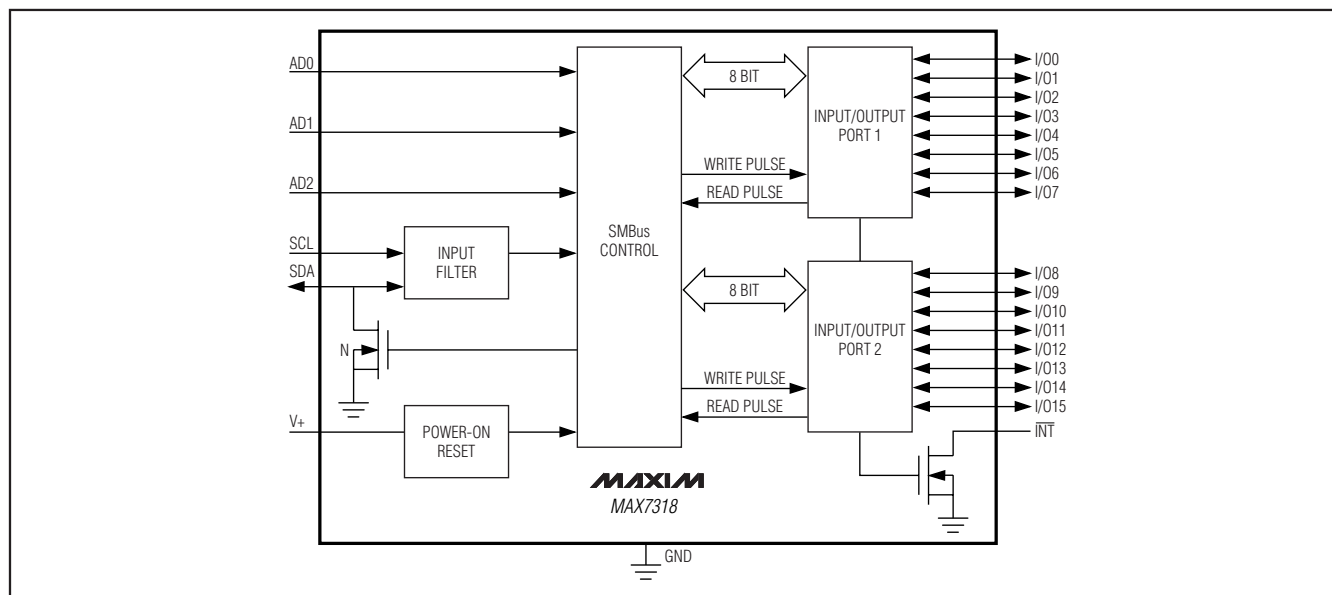 AD0
AD1
AD2
SCL
SDA
N
V+
INPUT
FILTER
POWER-ON
RESET
SMBus
CONTROL
8 BIT
WRITE PULSE
READ PULSE
8 BIT
WRITE PULSE
READ PULSE
INPUT/OUTPUT
PORT 1
INPUT/OUTPUT
PORT 2
I/O0
I/O1
I/O2
I/O3
I/O4
I/O5
I/O6
I/O7
I/O8
I/O9
I/O10
I/O11
I/O12
I/O13
I/O14
I/O15
INT
MAXIM
MAX7318
GND